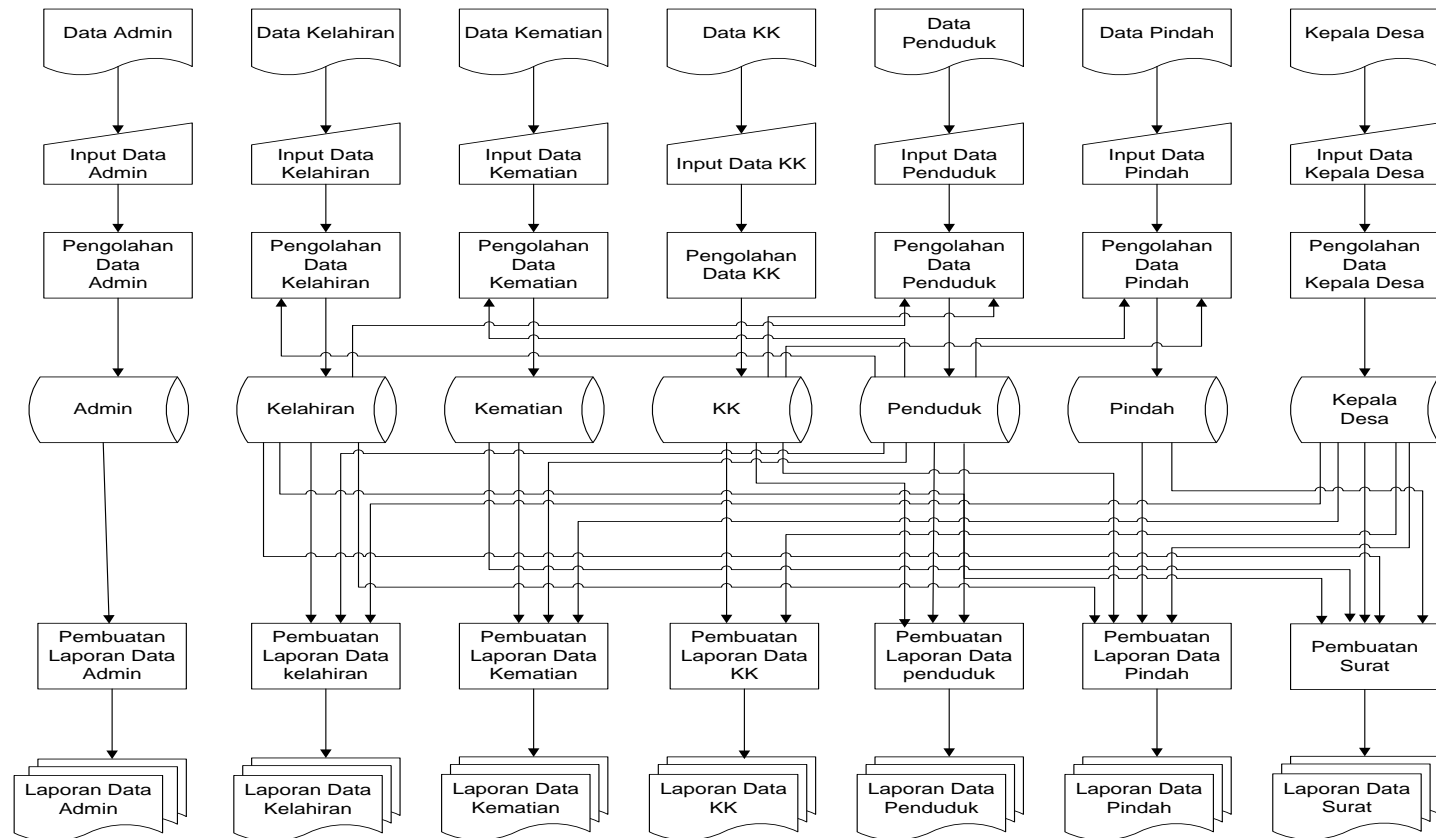 Data Admin
Data Kelahiran
Data Kematian
Data KK
Data
Penduduk
Data Pindah
Kepala Desa
Input Data
Admin
Input Data
Kelahiran
Input Data
Kematian
Input Data KK
Input Data
Penduduk
Input Data
Pindah
Input Data
Kepala Desa
Pengolahan
Data
Admin
Pengolahan
Data
Kelahiran
Pengolahan
Data
Kematian
Pengolahan
Data KK
Pengolahan
Data
Penduduk
Pengolahan
Data
Pindah
Pengolahan
Data
Kepala Desa
Admin
Kelahiran
Kematian
KK
Penduduk
Pindah
Kepala
Desa
Pembuatan
Laporan Data
Admin
Pembuatan
Laporan Data
kelahiran
Pembuatan
Laporan Data
Kematian
Pembuatan
Laporan Data
KK
Pembuatan
Laporan Data
penduduk
Pembuatan
Laporan Data
Pindah
Pembuatan
Surat
Laporan Data
Admin
Laporan Data
Kelahiran
Laporan Data
Kematian
Laporan Data
KK
Laporan Data
Penduduk
Laporan Data
Pindah
Laporan Data
Surat